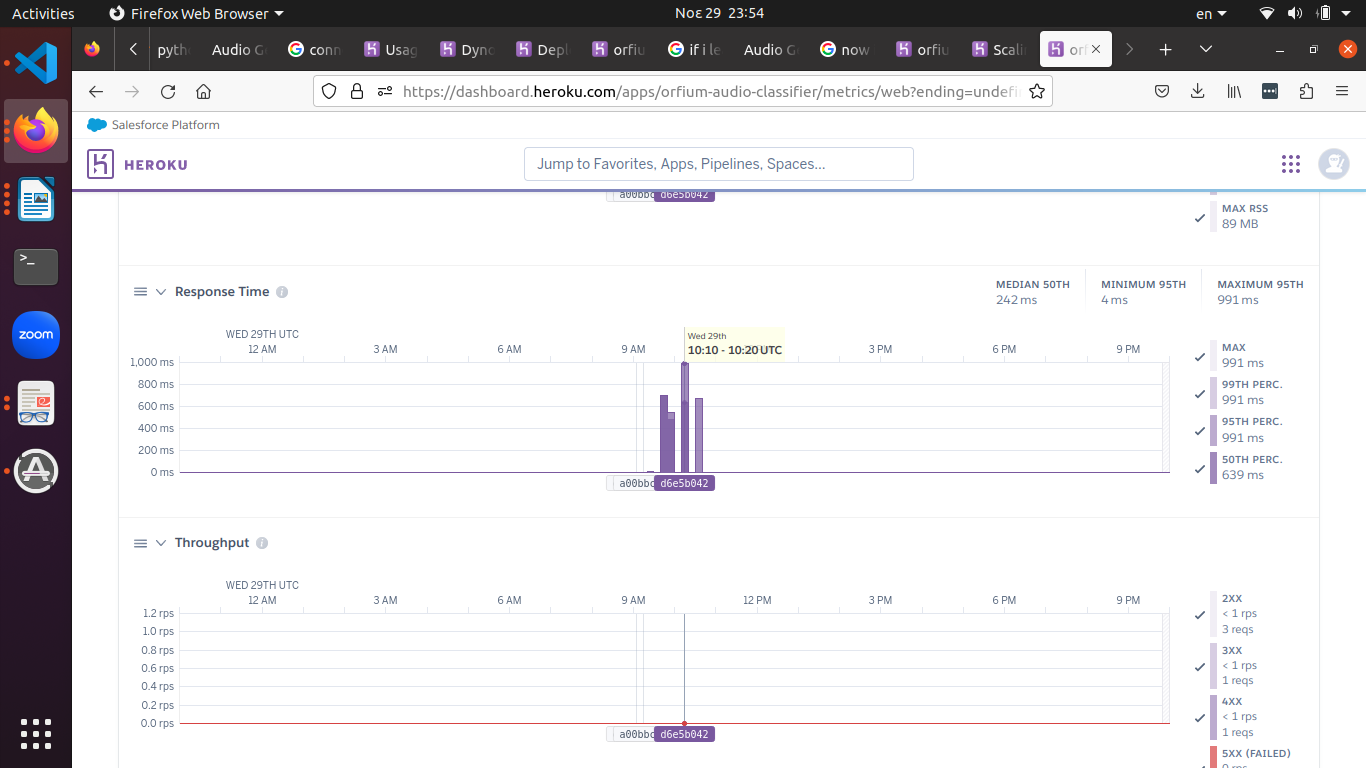 Activities
Firefox Web Browser
Νοε 29 23:54
en
pyth
Audio G
conn
Usag
Dyno
Depl
orfiu
if i le
Audio G
now
orfiu
Scali
orf
https://dashboard.heroku.com/apps/orfium-audio-classifier/metrics/web?ending=undefi
Salesforce Platform
HEROKU
Jump to Favorites, Apps, Pipelines, Spaces...
a00bbc
d6e5b042
MAX RSS
89 MB
Response Time
MEDIAN 50TH
242 ms
MINIMUM 95TH
4 ms
MAXIMUM 95TH
991 ms
WED 29TH UTC
12 AM
3 AM
6 AM
9 AM
3 PM
6 PM
9 PM
Wed 29th
10:10 - 10:20 UTC
1,000 ms
800 ms
600 ms
400 ms
200 ms
0 ms
a00bbc
d6e5b042
MAX
991 ms
99TH PERC.
991 ms
95TH PERC.
991 ms
50TH PERC.
639 ms
Throughput
WED 29TH UTC
12 AM
3 AM
6 AM
9 AM
12 PM
3 PM
6 PM
9 PM
1.2 rps
1.0 rps
0.8 rps
0.6 rps
0.4 rps
0.2 rps
0.0 rps
a00bbc
d6e5b042
2XX
< 1 rps
3 reqs
3XX
< 1 rps
1 reqs
4XX
< 1 rps
1 reqs
5XX (FAILED)
0 rps
zoom